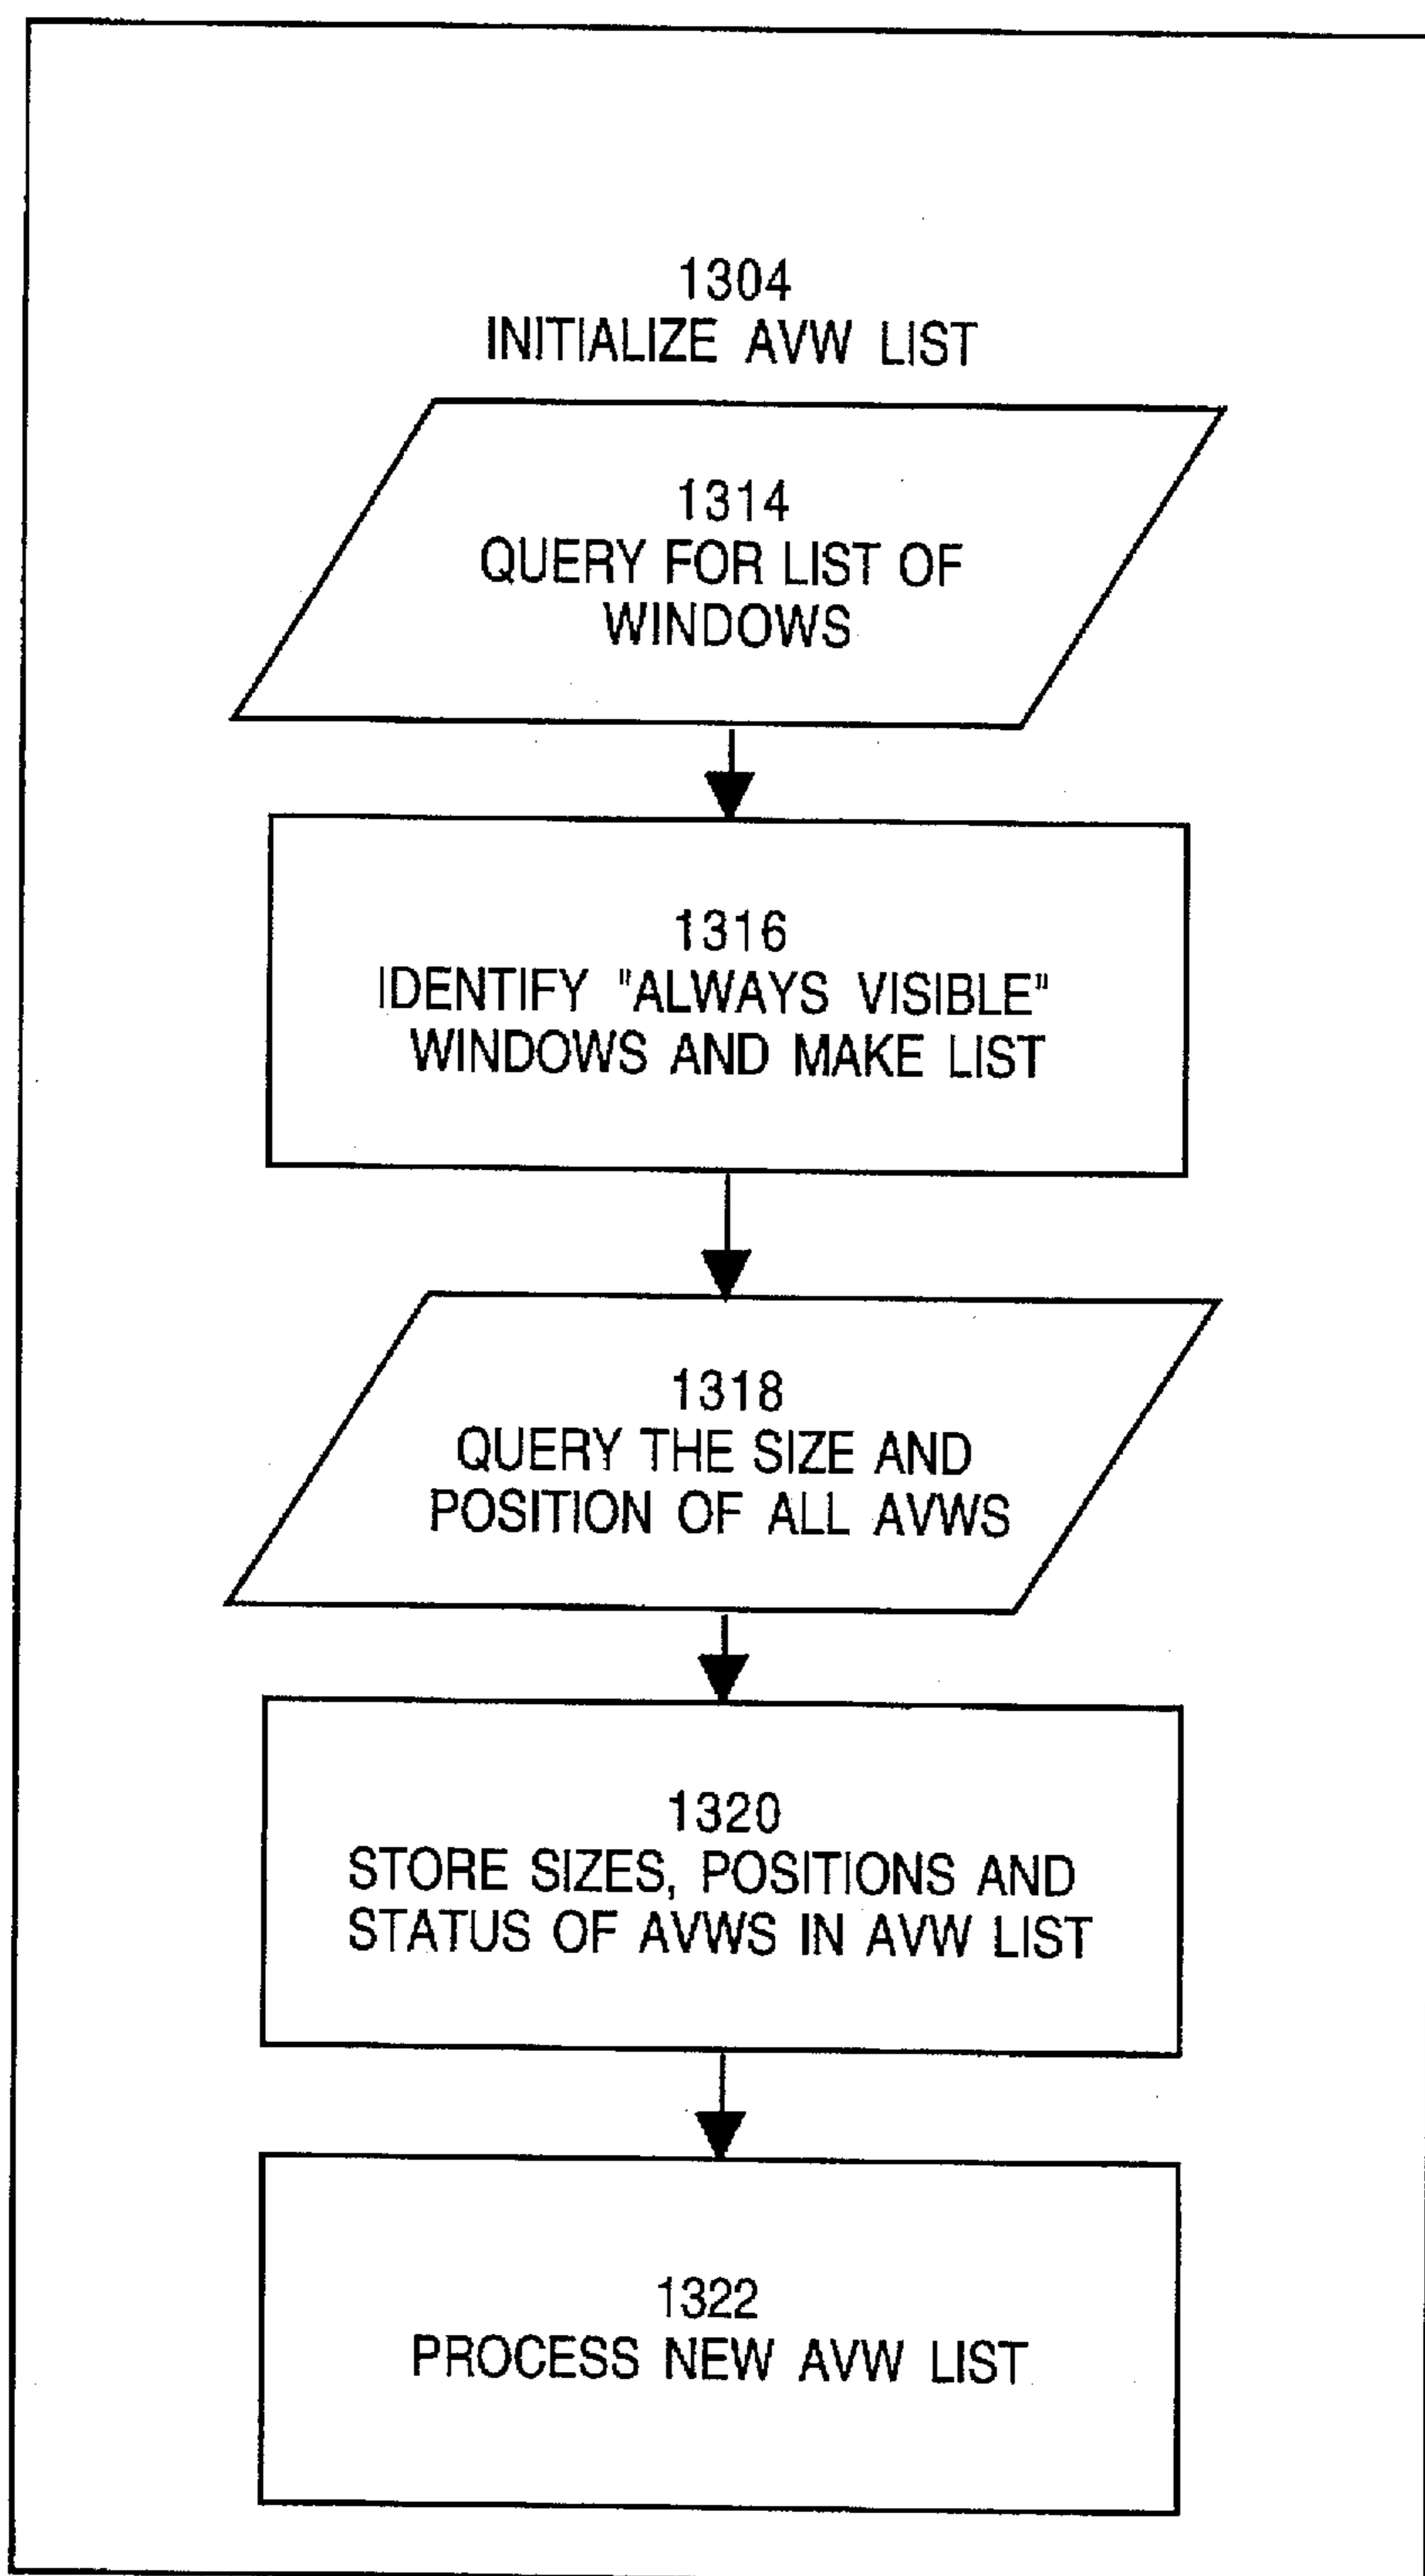 1304
INITIALIZE AVW LIST
1314
QUERY FOR LIST OF
WINDOWS
1316
IDENTIFY "ALWAYS VISIBLE"
WINDOWS AND MAKE LIST
1318
QUERY THE SIZE AND
POSITION OF ALL AVWS
1320
STORE SIZES, POSITIONS AND
STATUS OF AVWS IN AVW LIST
1322
PROCESS NEW AVW LIST